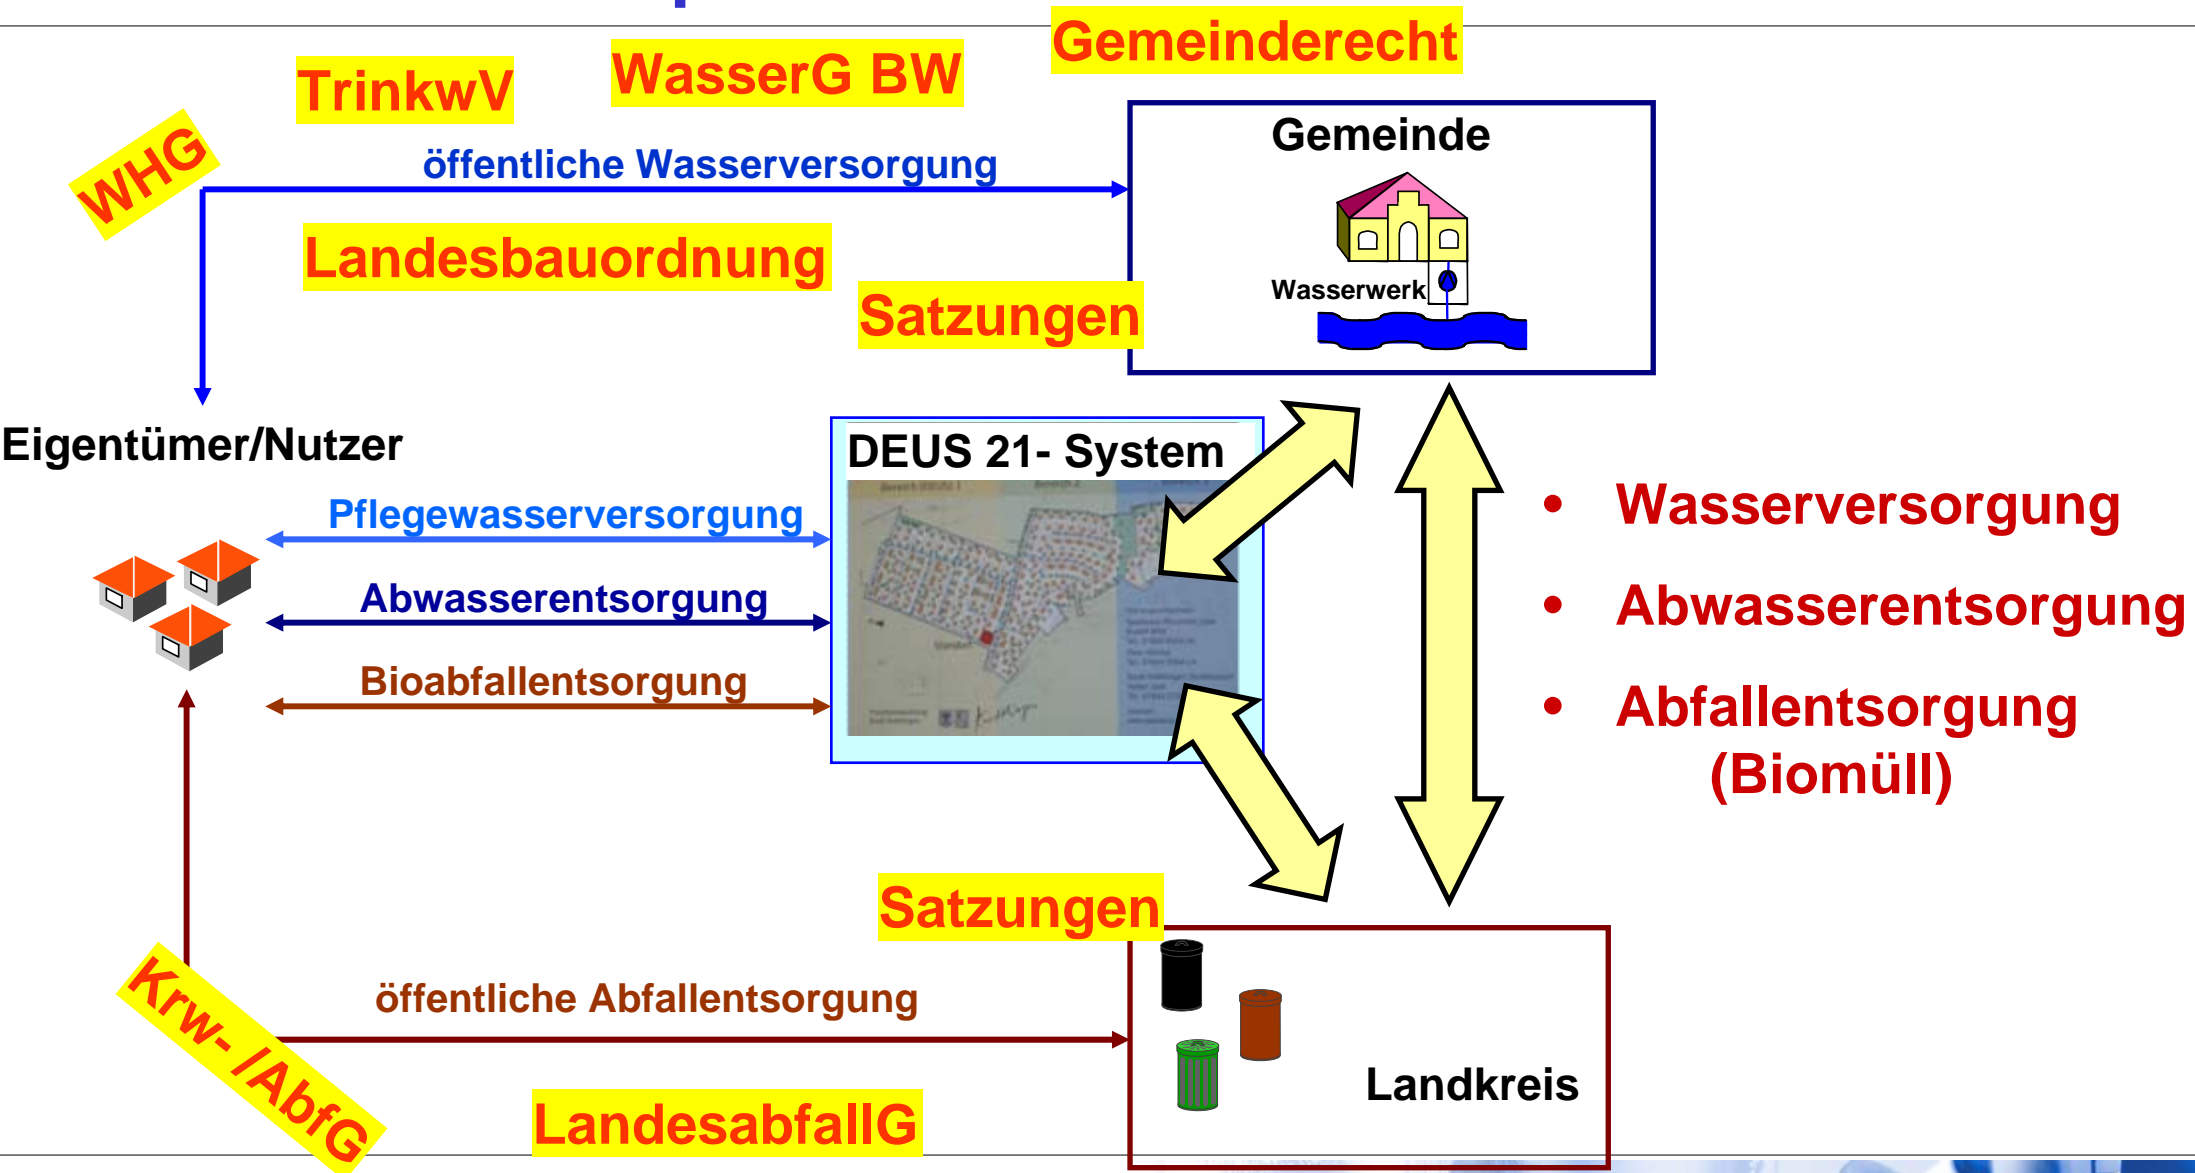 Gemeinderecht
WasserG BW
TrinkwV
WHG
öffentliche Wasserversorgung
Gemeinde
Landesbauordnung
Satzungen
Wasserwerk
Eigentümer/Nutzer
DEUS 21- System
Pflegewasserversorgung
Abwasserentsorgung
Bioabfallentsorgung
• Wasserversorgung
• Abwasserentsorgung
• Abfallentsorgung
(Biomüll)
Satzungen
Krw- /AbfG
öffentliche Abfallentsorgung
LandesabfallG
Landkreis